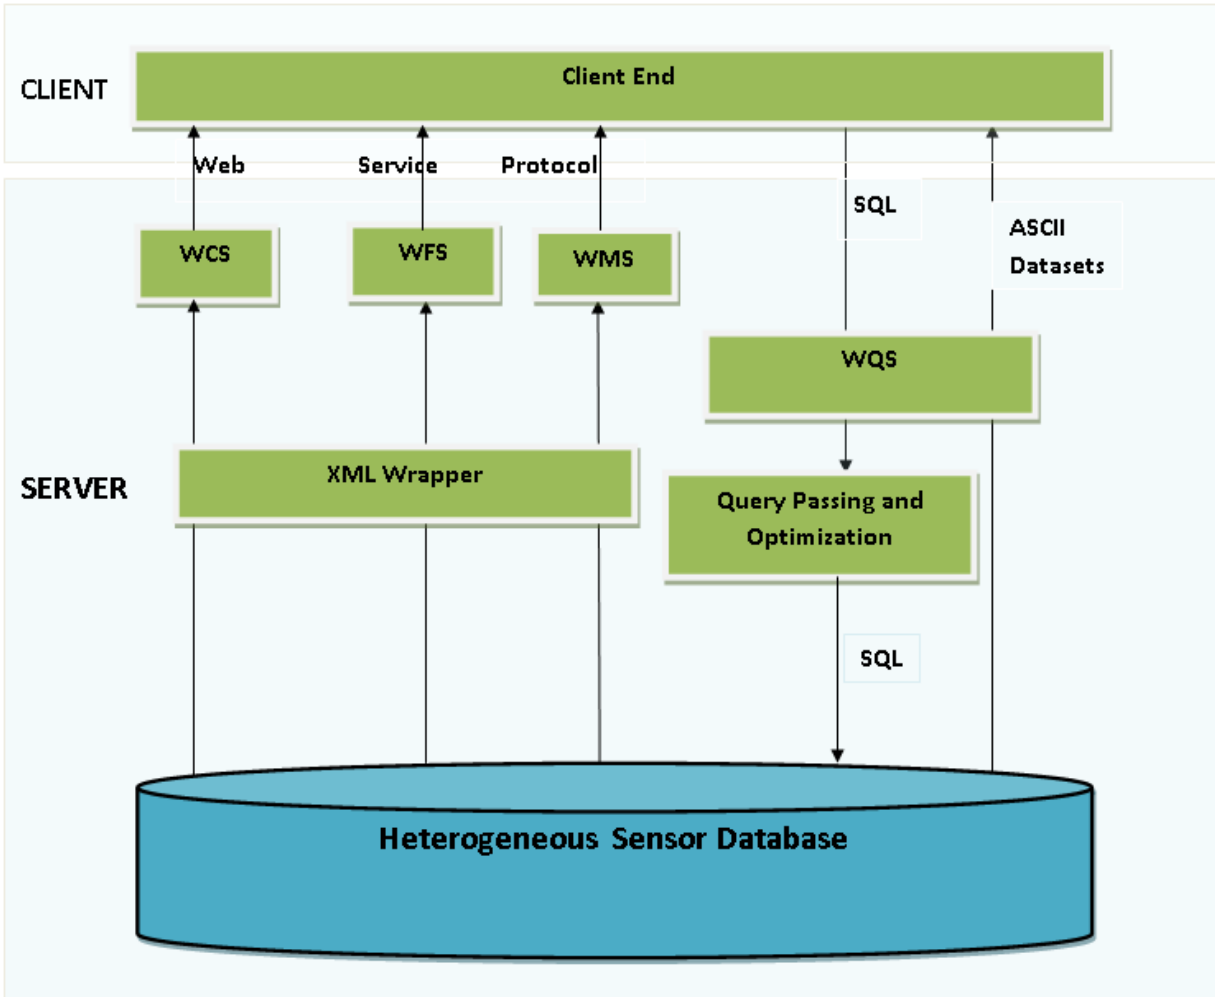 Client End
CLIENT
Web Service Protocol
SQL
ASCII
Datasets
WCS
WFS
WMS
WQS
XML Wrapper
SERVER
Query Passing and
Optimization
SQL
Heterogeneous Sensor Database